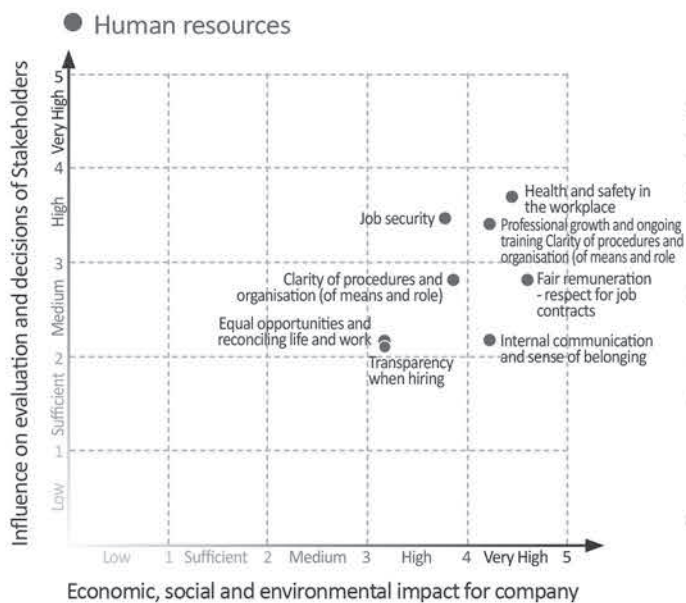 Human resources
Influence on evaluation and decisions of Stakeholders
5
Very High
4
High
3
Medium
2
Sufficient
1
Low
Health and safety in
the workplace
Job security
Professional growth and ongoing
training Clarity of procedures and
organisation (of means and role
Clarity of procedures and
organisation (of means and role)
Fair remuneration
- respect for job
contracts
Equal opportunities and
reconciling life and work
Internal communication
and sense of belonging
Transparency
when hiring
Low 1 Sufficient 2 Medium 3 High 4 Very High 5
Economic, social and environmental impact for company